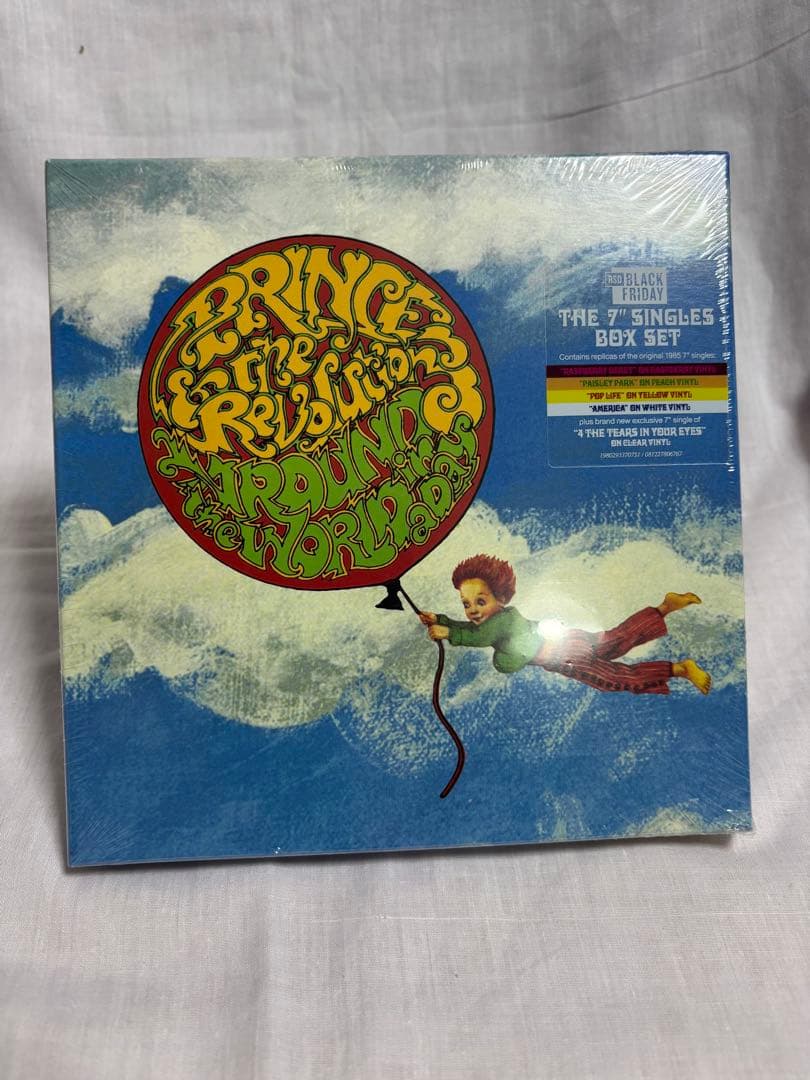 PRINCE
& the
Revolution
AROUND
the WORLD in a Day
RSD BLACK FRIDAY
THE 7" SINGLES
BOX SET
Contains replicas of the original 1985 7" singles:
"RASPBERRY BERET" ON RASPBERRY VINYL
"PAISLEY PARK" ON PEACH VINYL
"POP LIFE" ON YELLOW VINYL
"AMERICA" ON WHITE VINYL
plus brand new exclusive 7" single of
"4 THE TEARS IN YOUR EYES"
ON CLEAR VINYL